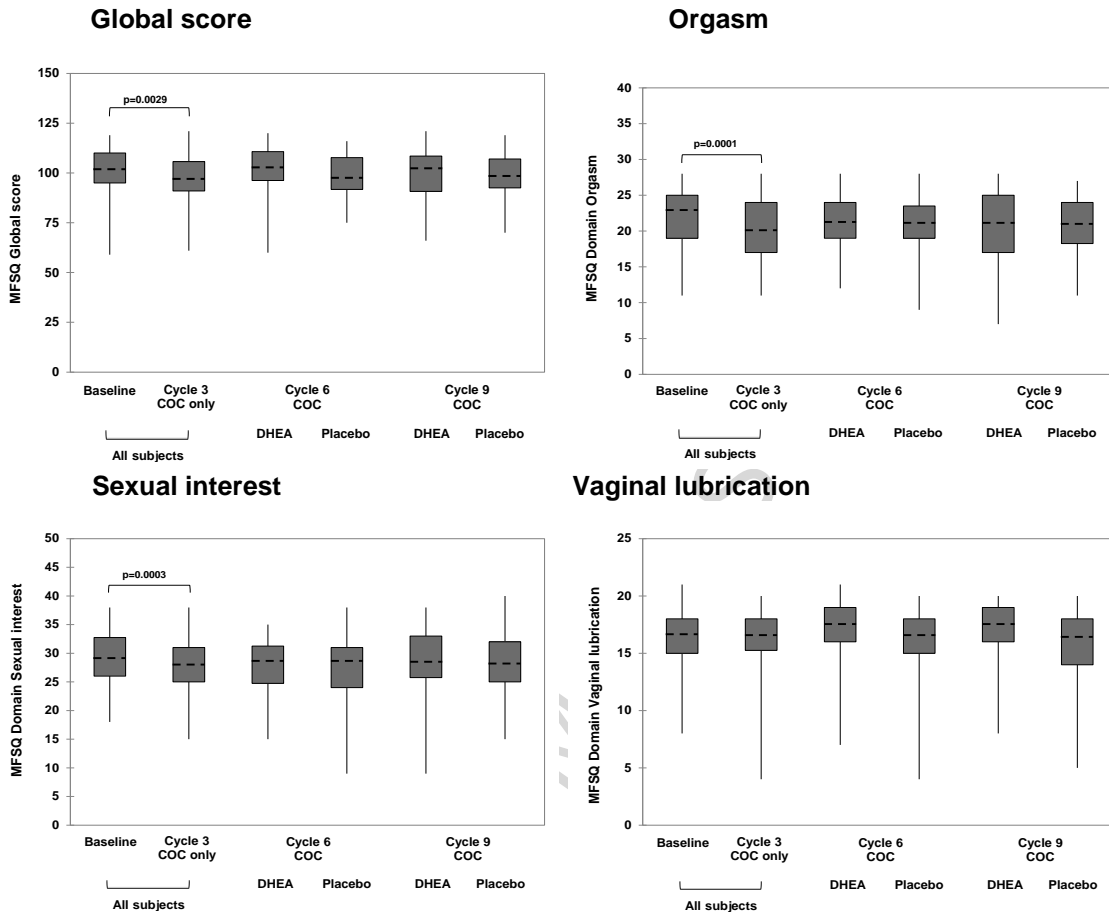 Global score
MFSQ Global score
150
125
100
75
50
25
0
p=0.0029
Baseline
Cycle 3
COC only
Cycle 6
COC
Cycle 9
COC
DHEA Placebo DHEA Placebo
All subjects
Orgasm
MFSQ Domain Orgasm
40
35
30
25
20
15
10
5
0
p=0.0001
Baseline
Cycle 3
COC only
Cycle 6
COC
Cycle 9
COC
DHEA Placebo DHEA Placebo
All subjects
Sexual interest
MFSQ Domain Sexual interest
50
45
40
35
30
25
20
15
10
5
0
p=0.0003
Baseline
Cycle 3
COC only
Cycle 6
COC
Cycle 9
COC
DHEA Placebo DHEA Placebo
All subjects
Vaginal lubrication
MFSQ Domain Vaginal lubrication
25
20
15
10
5
0
Baseline
Cycle 3
COC only
Cycle 6
COC
Cycle 9
COC
DHEA Placebo DHEA Placebo
All subjects